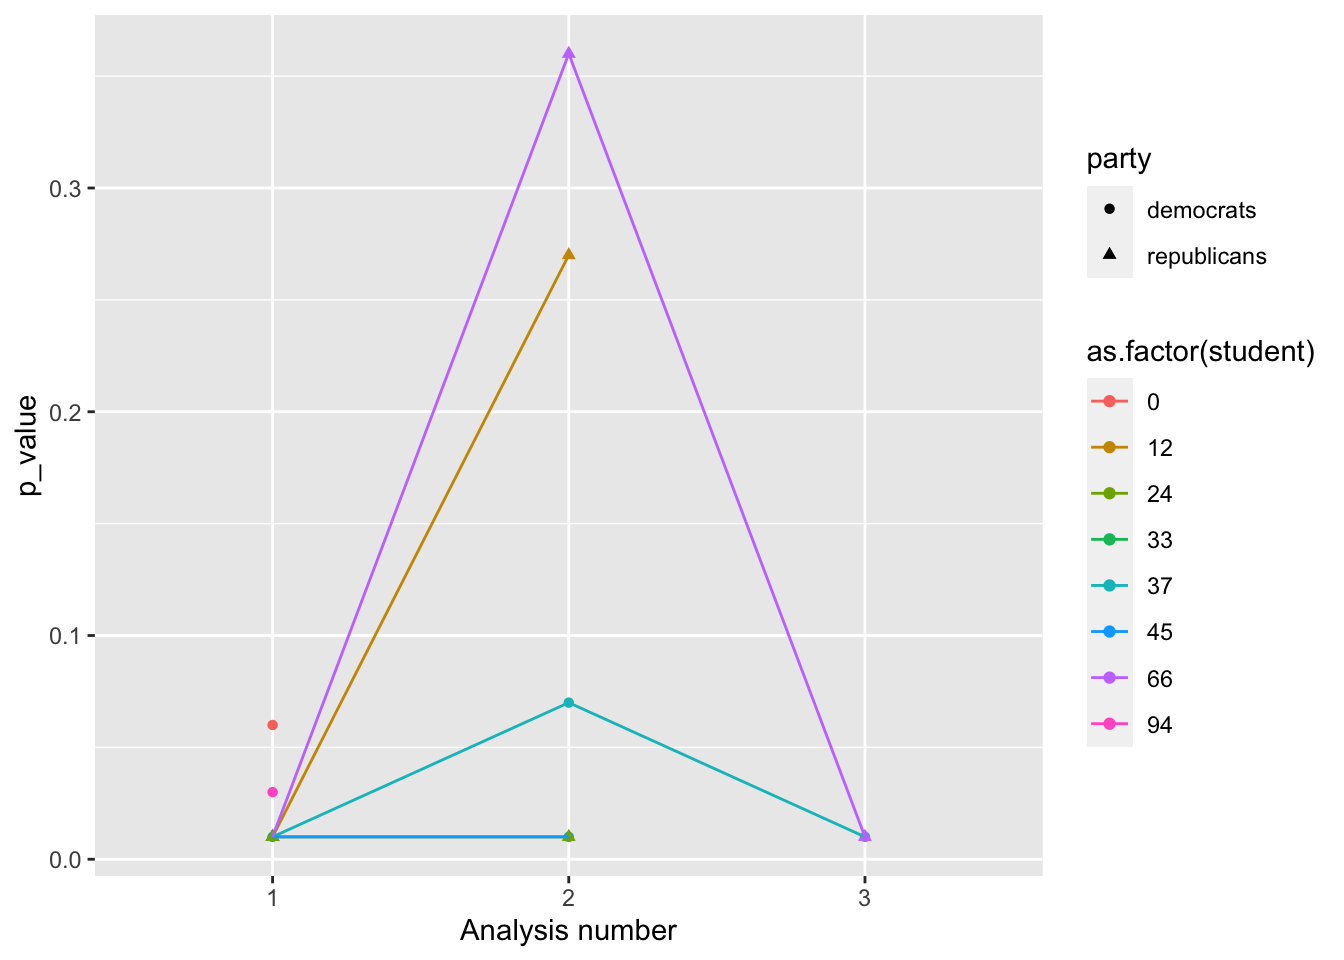 p_value
0.3
0.2
0.1
0.0
1 2 3
Analysis number
party
democrats
republicans
as.factor(student)
0
12
24
33
37
45
66
94